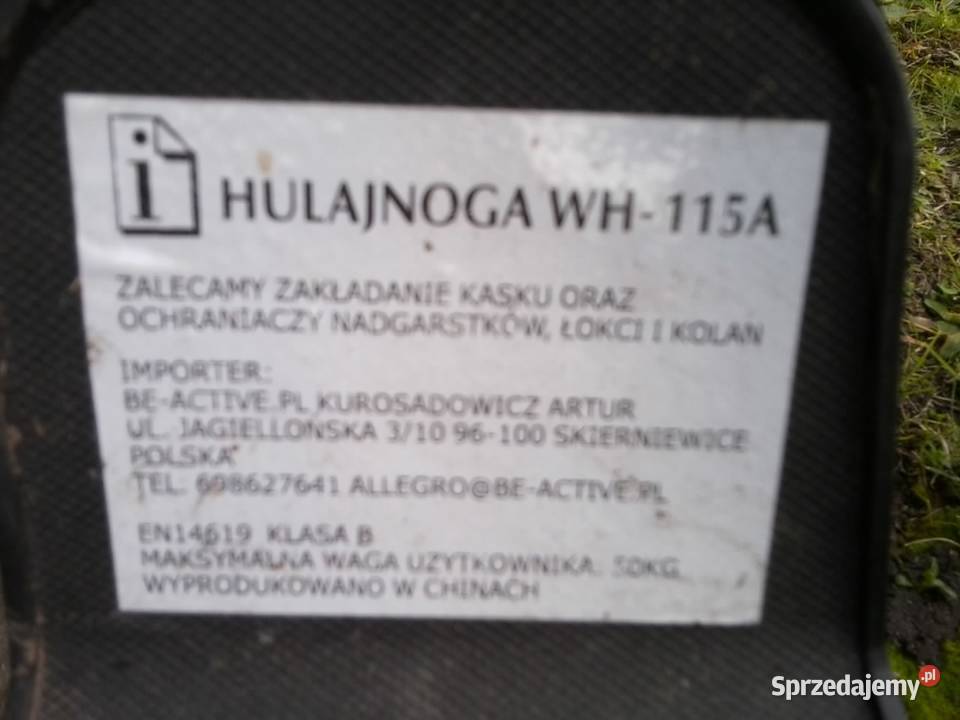 i HULAJNOGA WH-115A
ZALECAMY ZAKŁADANIE KASKU ORAZ
OCHRANIACZY NADGARSTKÓW, ŁOKCI I KOLAN
IMPORTER:
BE-ACTIVE.PL KUROSADOWICZ ARTUR
UL. JAGIELLOŃSKA 3/10 96-100 SKIERNIEWICE
POLSKA
TEL. 698627641 ALLEGRO@BE-ACTIVE.PL
EN14619 KLASA B
MAKSYMALNA WAGA UŻYTKOWNIKA: 50KG
WYPRODUKOWANO W CHINACH
Sprzedajemy.pl